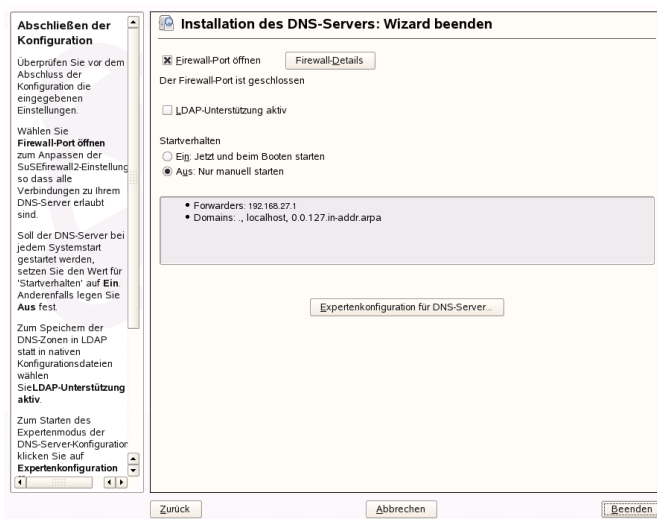 Abschließen der
Konfiguration
Überprüfen Sie vor dem
Abschluss der
Konfiguration die
eingegebenen
Einstellungen.
Wählen Sie
Firewall-Port öffnen
zum Anpassen der
SuSEfirewall2-Einstellung
so dass alle
Verbindungen zu Ihrem
DNS-Server erlaubt
sind.
Soll der DNS-Server bei
jedem Systemstart
gestartet werden,
setzen Sie den Wert für
'Startverhalten' auf Ein.
Anderenfalls legen Sie
Aus fest.
Zum Speichern der
DNS-Zonen in LDAP
statt in nativen
Konfigurationsdateien
wählen
SieLDAP-Unterstützung
aktiv.
Zum Starten des
Expertenmodus der
DNS-Server-Konfiguration
klicken Sie auf
Expertenkonfiguration
Installation des DNS-Servers: Wizard beenden
Firewall-Port öffnen Firewall-Details
Der Firewall-Port ist geschlossen
LDAP-Unterstützung aktiv
Startverhalten
Ein: Jetzt und beim Booten starten
Aus: Nur manuell starten
• Forwarders: 192.168.27.1
• Domains: ., localhost, 0.0.127.in-addr.arpa
Expertenkonfiguration für DNS-Server...
Zurück Abbrechen Beenden